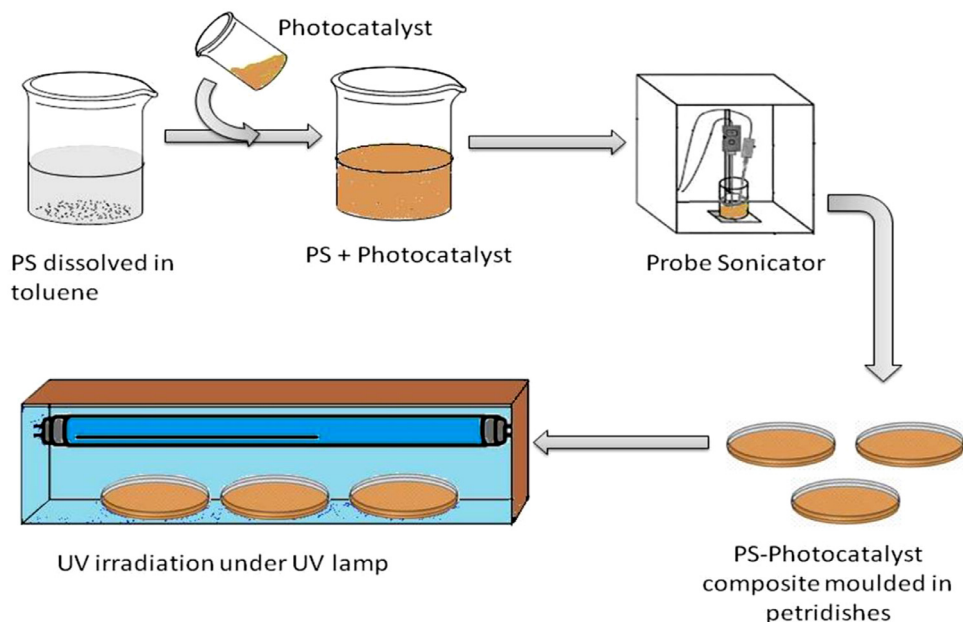 Photocatalyst
PS dissolved in
toluene
PS + Photocatalyst
Probe Sonicator
PS-Photocatalyst
composite moulded in
petridishes
UV irradiation under UV lamp